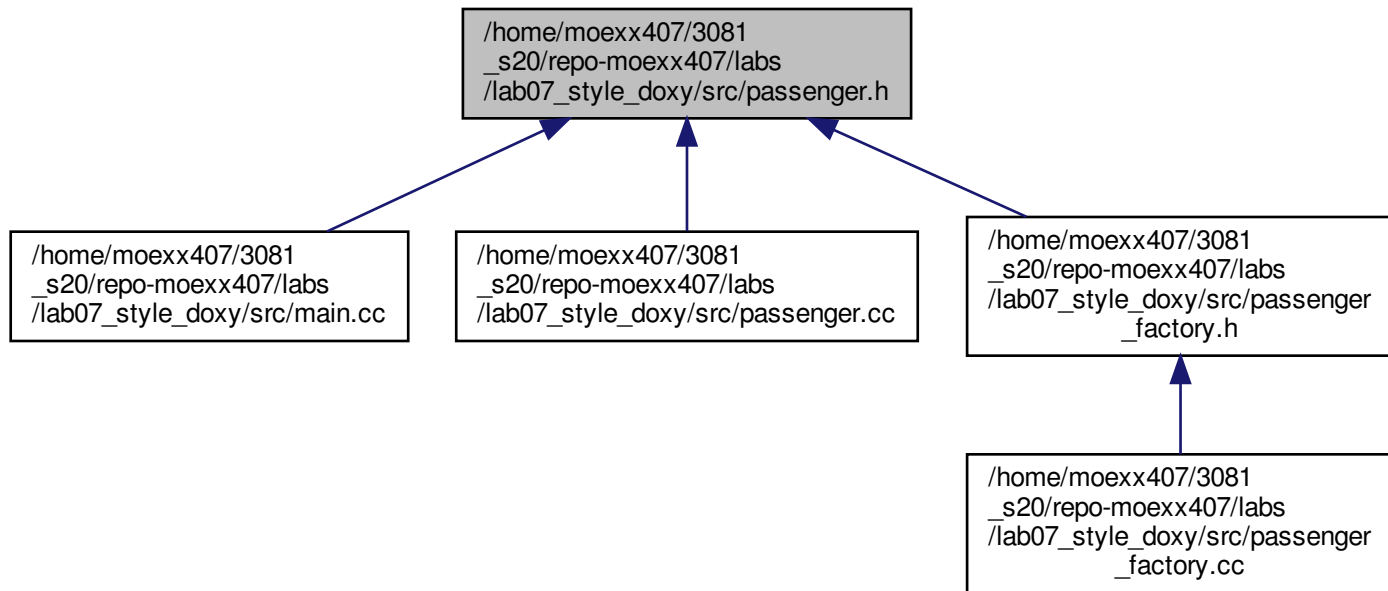 /home/moexx407/3081
_s20/repo-moexx407/labs
/lab07_style_doxy/src/passenger.h
/home/moexx407/3081
_s20/repo-moexx407/labs
/lab07_style_doxy/src/main.cc
/home/moexx407/3081
_s20/repo-moexx407/labs
/lab07_style_doxy/src/passenger.cc
/home/moexx407/3081
_s20/repo-moexx407/labs
/lab07_style_doxy/src/passenger
_factory.h
/home/moexx407/3081
_s20/repo-moexx407/labs
/lab07_style_doxy/src/passenger
_factory.cc